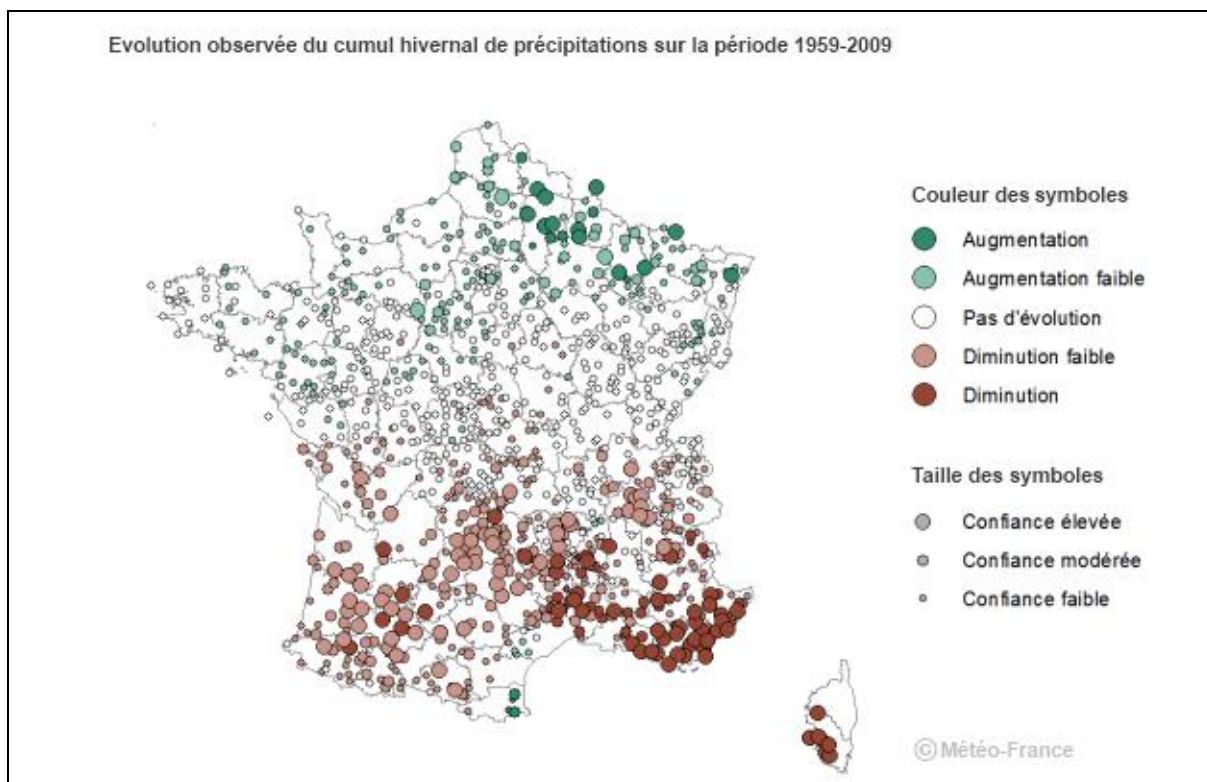 Evolution observée du cumul hivernal de précipitations sur la période 1959-2009
Couleur des symboles
Augmentation
Augmentation faible
Pas d'évolution
Diminution faible
Diminution
Taille des symboles
Confiance élevée
Confiance modérée
Confiance faible
© Météo-France